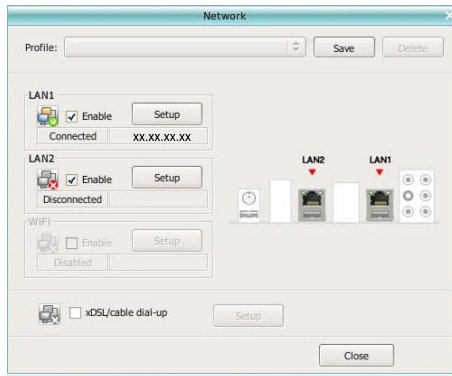 Network
Profile: Save Delete
LAN1
Enable Setup
Connected XX.XX.XX.XX
LAN2
Enable Setup
Disconnected
WiFi
Enable Setup
Disabled
LAN2 LAN1
xDSL/cable dial-up Setup
Close